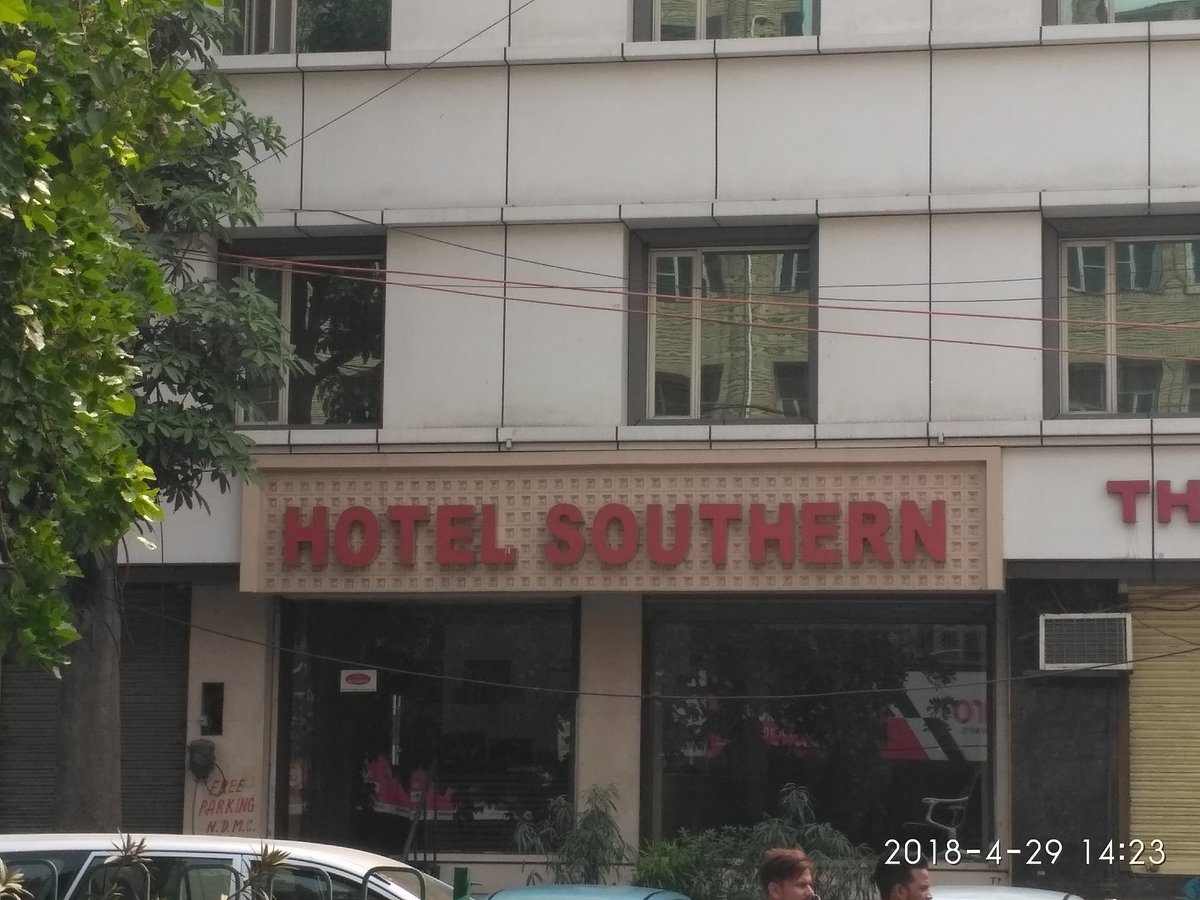 HOTEL SOUTHERN
TH
FREE
PARKING
N.D.M.C.
2018-4-29 14:23